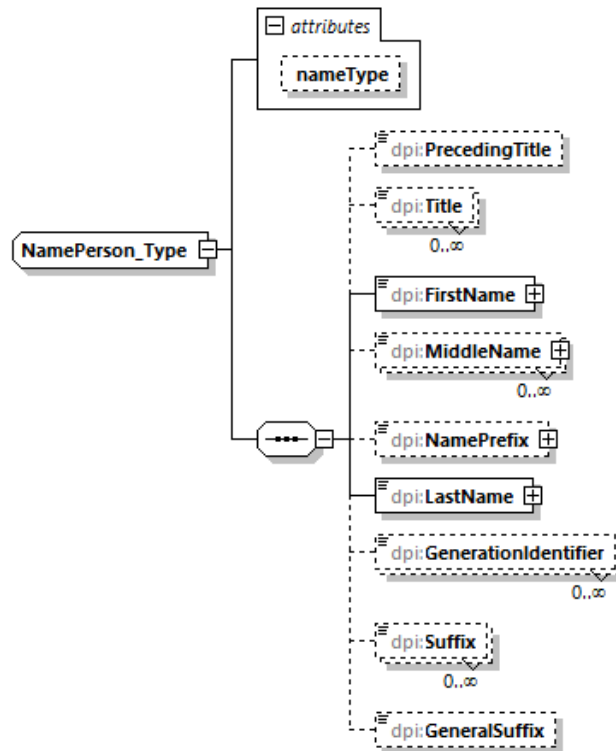 attributes
nameType
dpi:PrecedingTitle
dpi:Title
0..∞
NamePerson_Type
dpi:FirstName
dpi:MiddleName
0..∞
dpi:NamePrefix
dpi:LastName
dpi:GenerationIdentifier
0..∞
dpi:Suffix
0..∞
dpi:GeneralSuffix